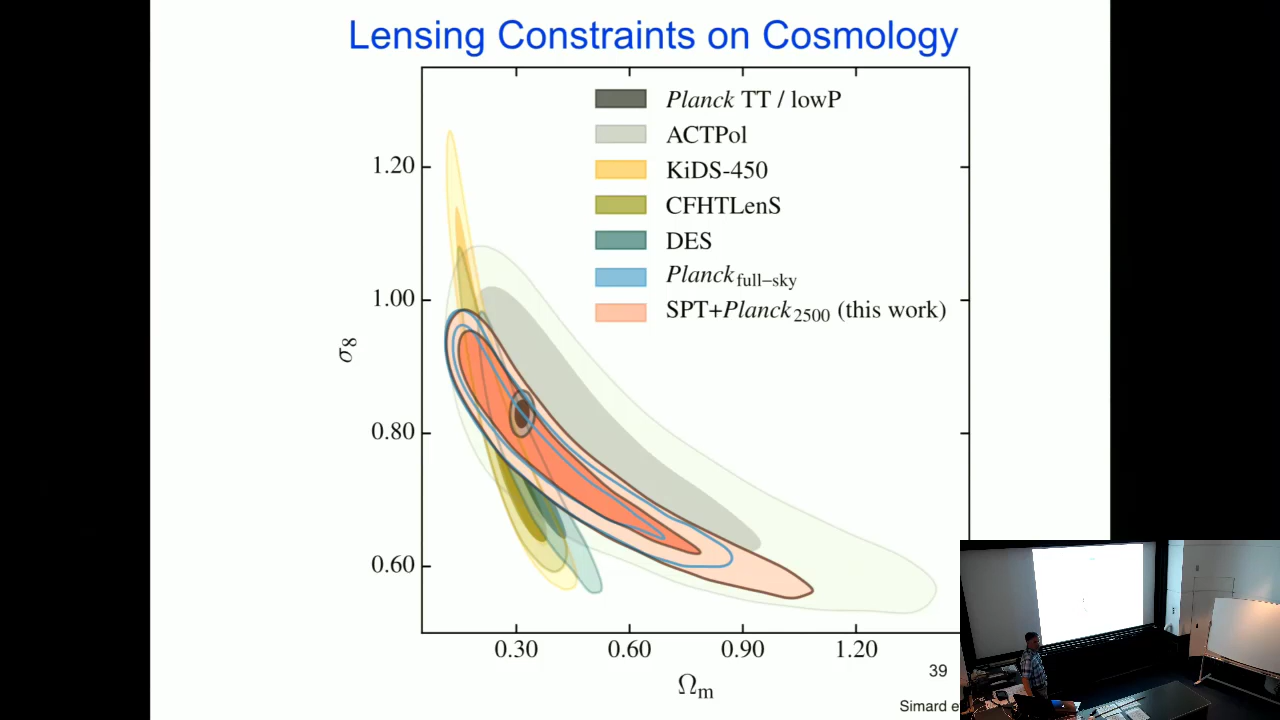 Lensing Constraints on Cosmology
Planck TT / lowP
ACTPol
KiDS-450
CFHTLenS
DES
Planck full−sky
SPT+Planck 2500 (this work)
1.20
1.00
0.80
0.60
σ8
0.30 0.60 0.90 1.20
Ωm
39
Simard